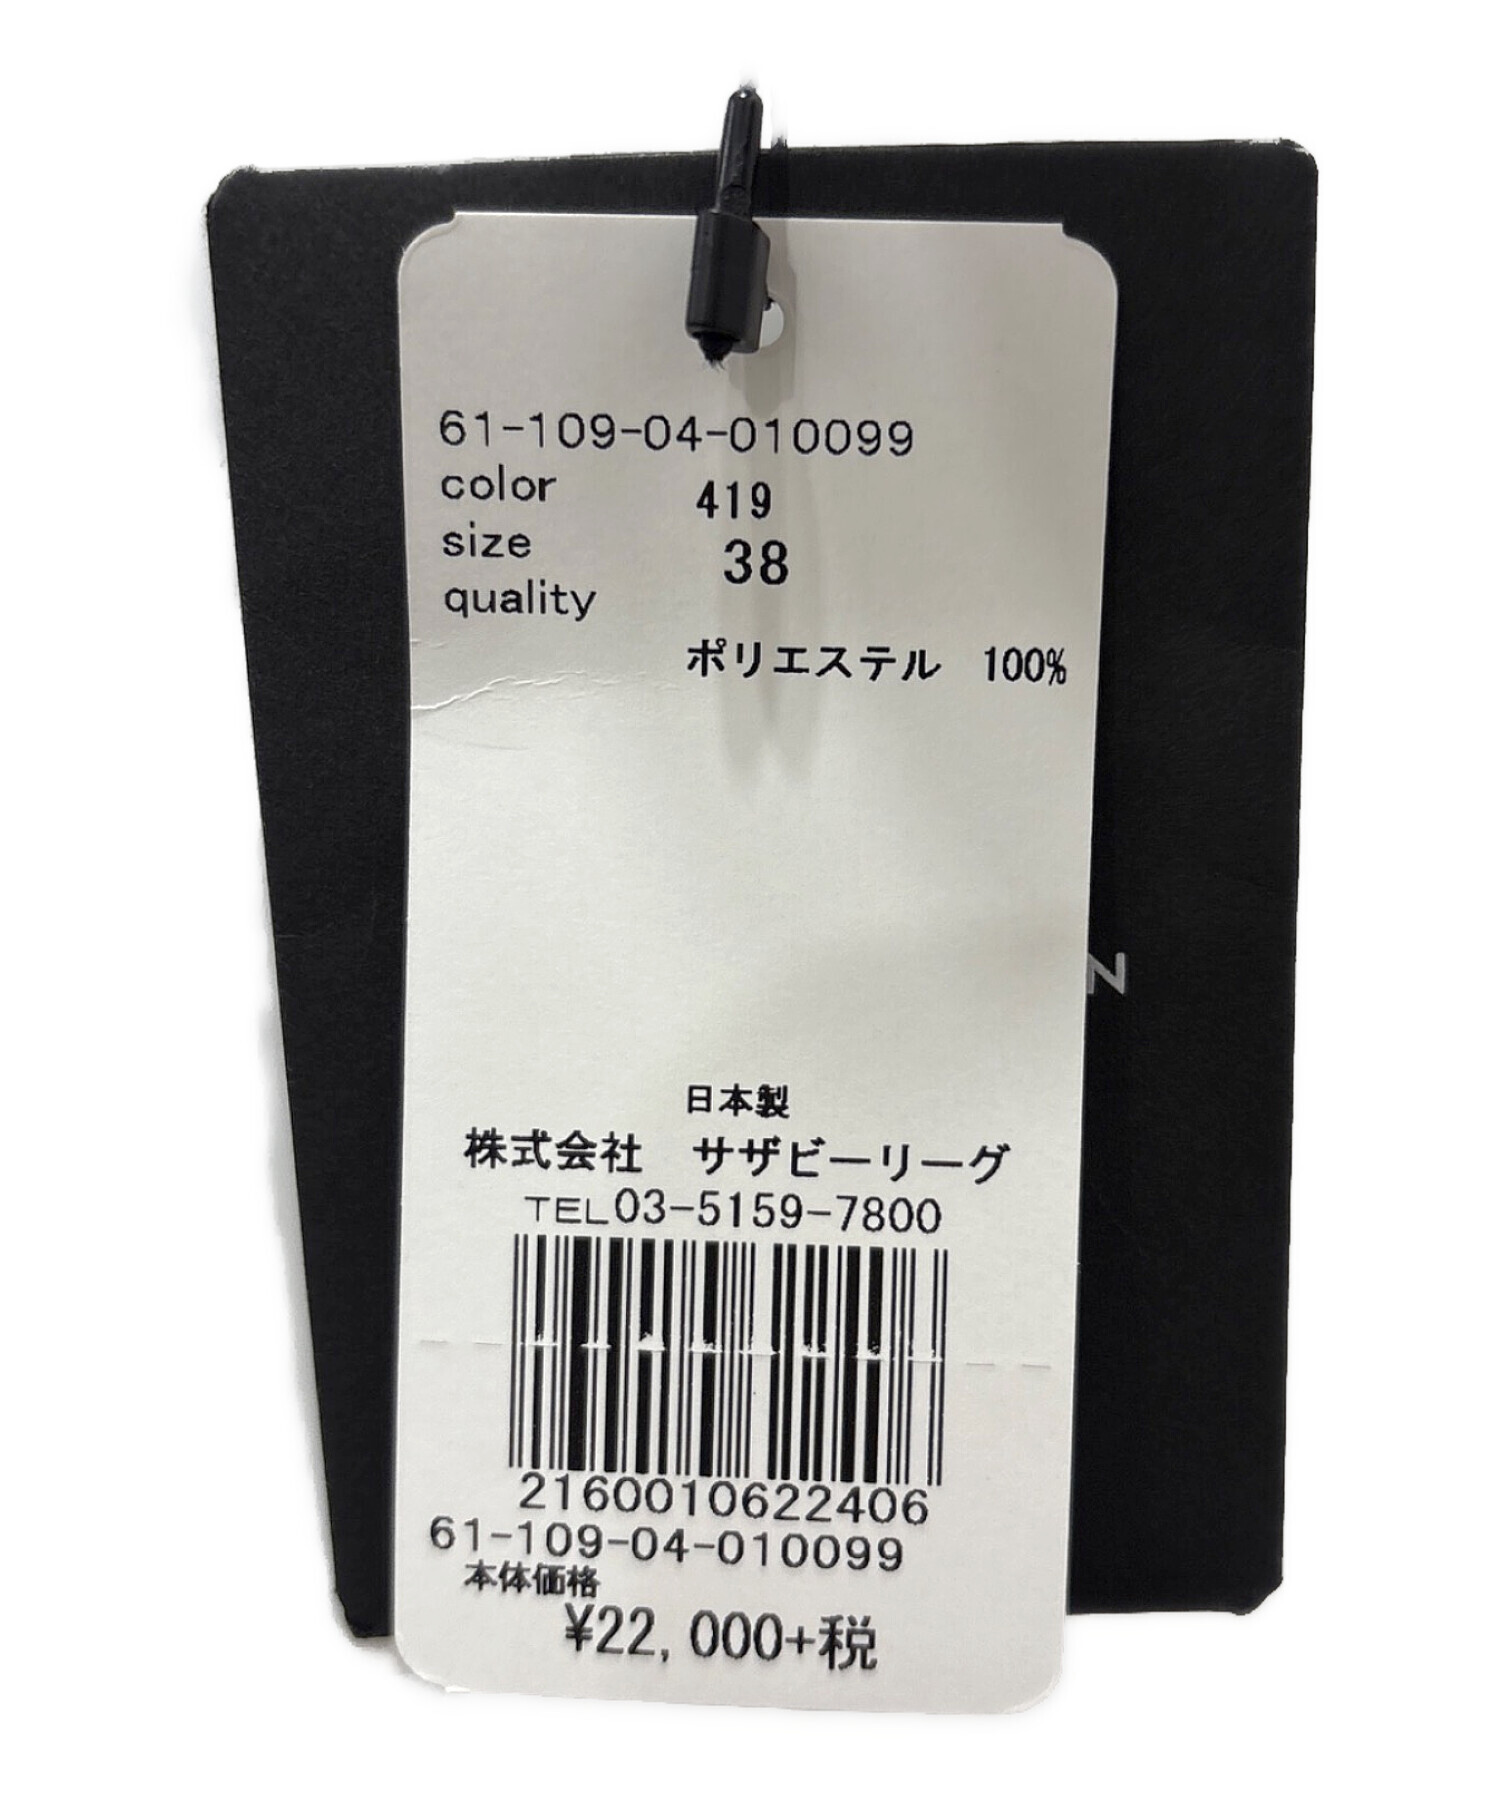 61-109-04-010099
color 419
size 38
quality
ポリエステル 100%
N
日本製
株式会社 サザビーリーグ
TEL03-5159-7800
2160010622406
61-109-04-010099
本体価格
¥22,000+税